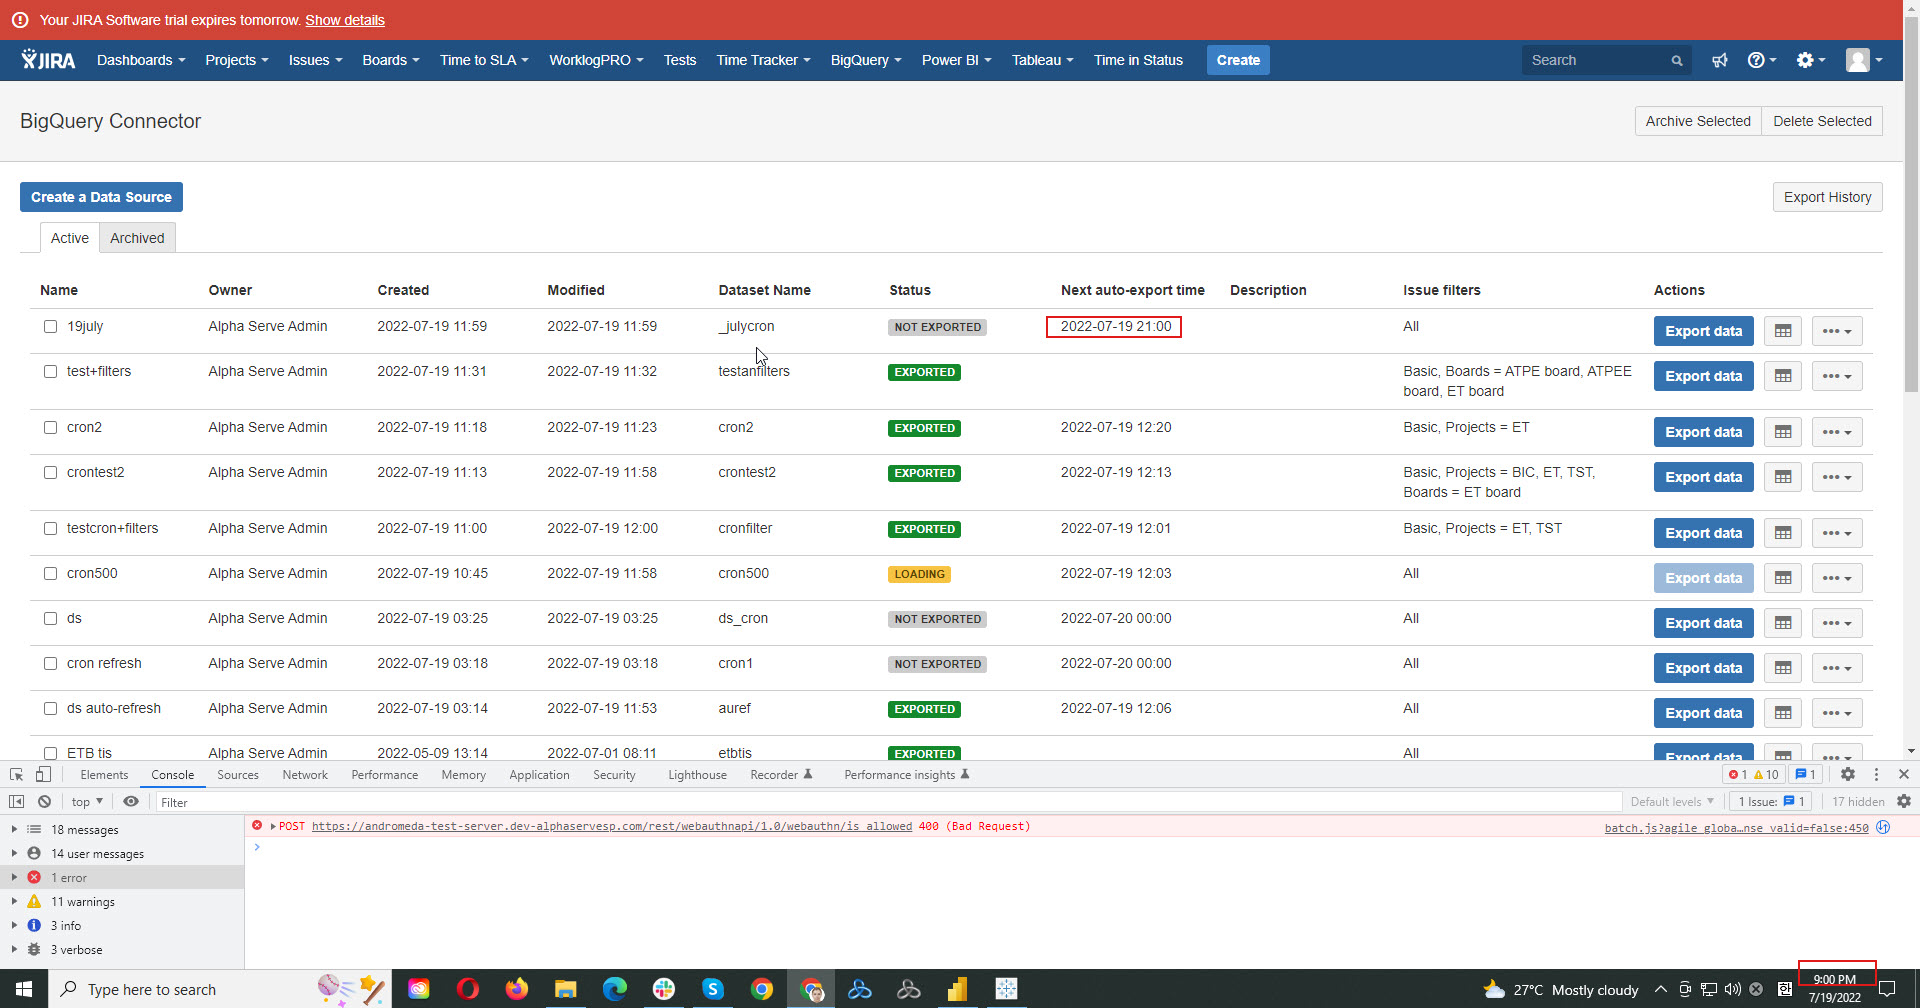 Your JIRA Software trial expires tomorrow. Show details
JIRA Dashboards Projects Issues Boards Time to SLA WorklogPRO Tests Time Tracker BigQuery Power BI Tableau Time in Status Create Search
BigQuery Connector
Archive Selected Delete Selected
Create a Data Source
Export History
Active Archived
Name Owner Created Modified Dataset Name Status Next auto-export time Description Issue filters Actions
19july Alpha Serve Admin 2022-07-19 11:59 2022-07-19 11:59 _julycron NOT EXPORTED 2022-07-19 21:00 All Export data
test+filters Alpha Serve Admin 2022-07-19 11:31 2022-07-19 11:32 testanfilters EXPORTED Basic, Boards = ATPE board, ATPEE Export data
board, ET board
cron2 Alpha Serve Admin 2022-07-19 11:18 2022-07-19 11:23 cron2 EXPORTED 2022-07-19 12:20 Basic, Projects = ET Export data
crontest2 Alpha Serve Admin 2022-07-19 11:13 2022-07-19 11:58 crontest2 EXPORTED 2022-07-19 12:13 Basic, Projects = BIC, ET, TST, Export data
Boards = ET board
testcron+filters Alpha Serve Admin 2022-07-19 11:00 2022-07-19 12:00 cronfilter EXPORTED 2022-07-19 12:01 Basic, Projects = ET, TST Export data
cron500 Alpha Serve Admin 2022-07-19 10:45 2022-07-19 11:58 cron500 LOADING 2022-07-19 12:03 All Export data
ds Alpha Serve Admin 2022-07-19 03:25 2022-07-19 03:25 ds_cron NOT EXPORTED 2022-07-20 00:00 All Export data
cron refresh Alpha Serve Admin 2022-07-19 03:18 2022-07-19 03:18 cron1 NOT EXPORTED 2022-07-20 00:00 All Export data
ds auto-refresh Alpha Serve Admin 2022-07-19 03:14 2022-07-19 11:53 auref EXPORTED 2022-07-19 12:06 All Export data
ETB tis Alpha Serve Admin 2022-05-09 13:14 2022-07-01 08:11 etbtis EXPORTED All Export data
Elements Console Sources Network Performance Memory Application Security Lighthouse Recorder Performance insights 1 10 1
top Filter Default levels 1 Issue: 1 17 hidden
18 messages
14 user messages
1 error
11 warnings
3 info
3 verbose
POST https://andromeda-test-server.dev-alphaservesp.com/rest/webauthnapi/1.0/webauthn/is_allowed 400 (Bad Request) batch.js?agile_globa…nse_valid=false:450
Type here to search
27°C Mostly cloudy
9:00 PM
7/19/2022